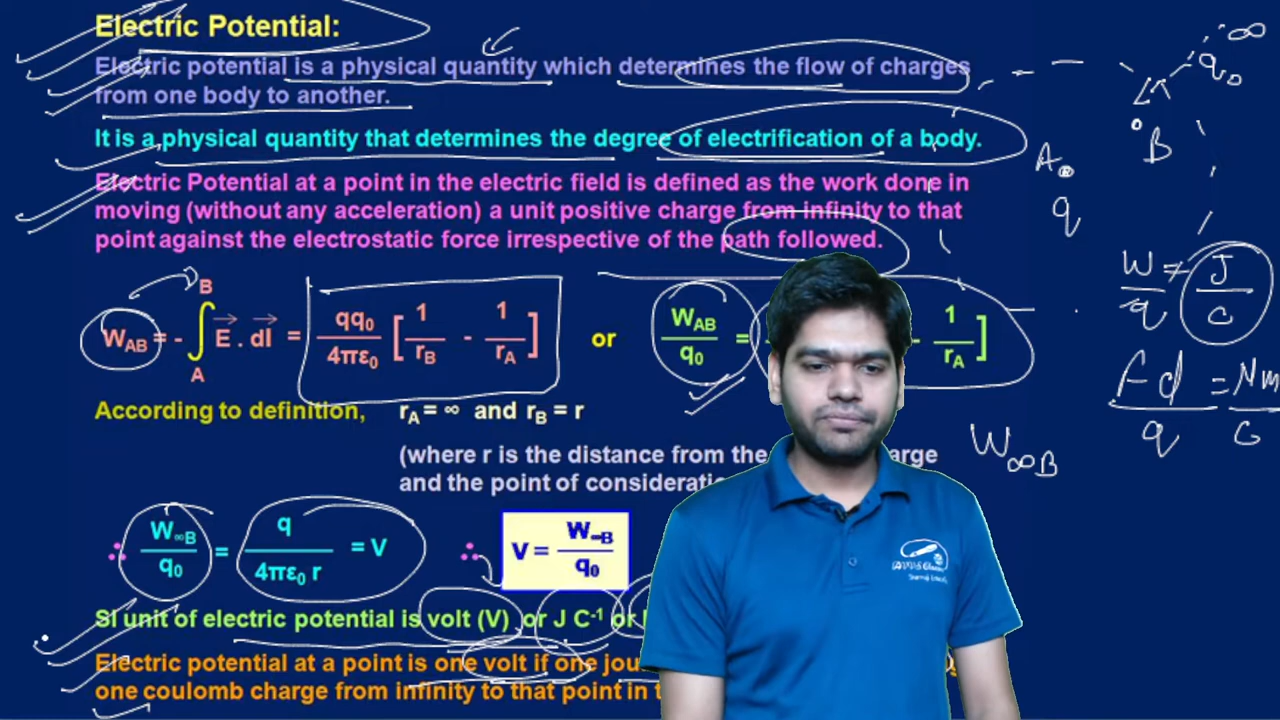 Electric Potential:
Electric potential is a physical quantity which determines the flow of charges
from one body to another.
It is a physical quantity that determines the degree of electrification of a body.
Electric Potential at a point in the electric field is defined as the work done in
moving (without any acceleration) a unit positive charge from infinity to that
point against the electrostatic force irrespective of the path followed.
W_AB = - ∫_A^B E⃗ . dl⃗ = qq₀ / 4πε₀ [ 1/r_B - 1/r_A ] or W_AB / q₀ = - 1/r_A ]
According to definition, r_A = ∞ and r_B = r
(where r is the distance from the
and the point of
∴ W_∞B / q₀ = q / 4πε₀ r = V ∴ V = W_∞B / q₀
SI unit of electric potential is volt (V) or J C⁻¹ or
Electric potential at a point is one volt if one
one coulomb charge from infinity to that point in
∞
q₀
B
A
q
W/q = J/C
Fd/q = Nm/C
W_∞B